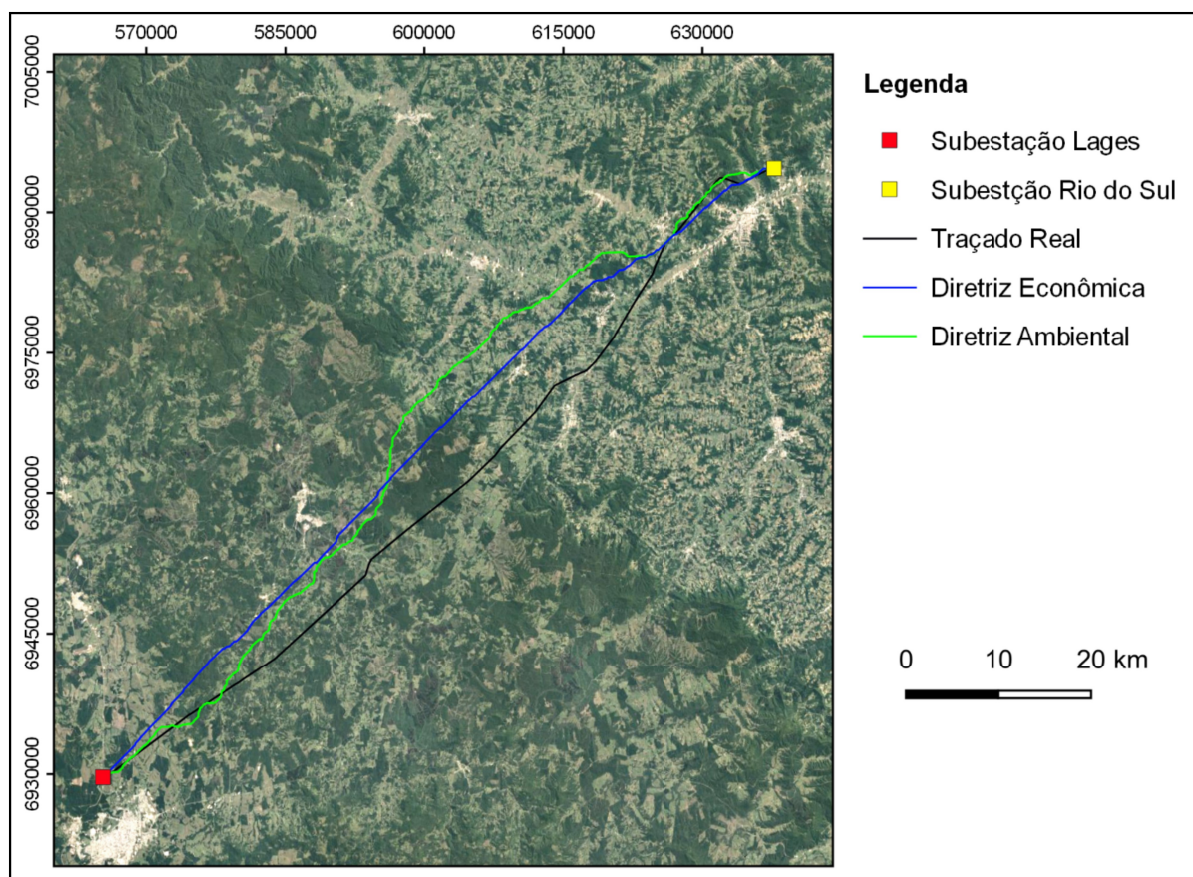 570000 585000 600000 615000 630000
7005000
6990000
6975000
6960000
6945000
6930000
Legenda
Subestação Lages
Subestção Rio do Sul
Traçado Real
Diretriz Econômica
Diretriz Ambiental
0 10 20 km